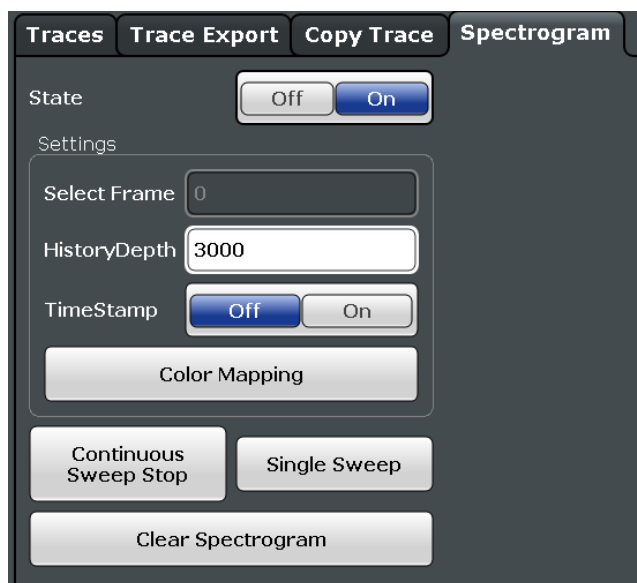 Traces Trace Export Copy Trace Spectrogram
State Off On
Settings
Select Frame 0
HistoryDepth 3000
TimeStamp Off On
Color Mapping
Continuous
Sweep Stop
Single Sweep
Clear Spectrogram